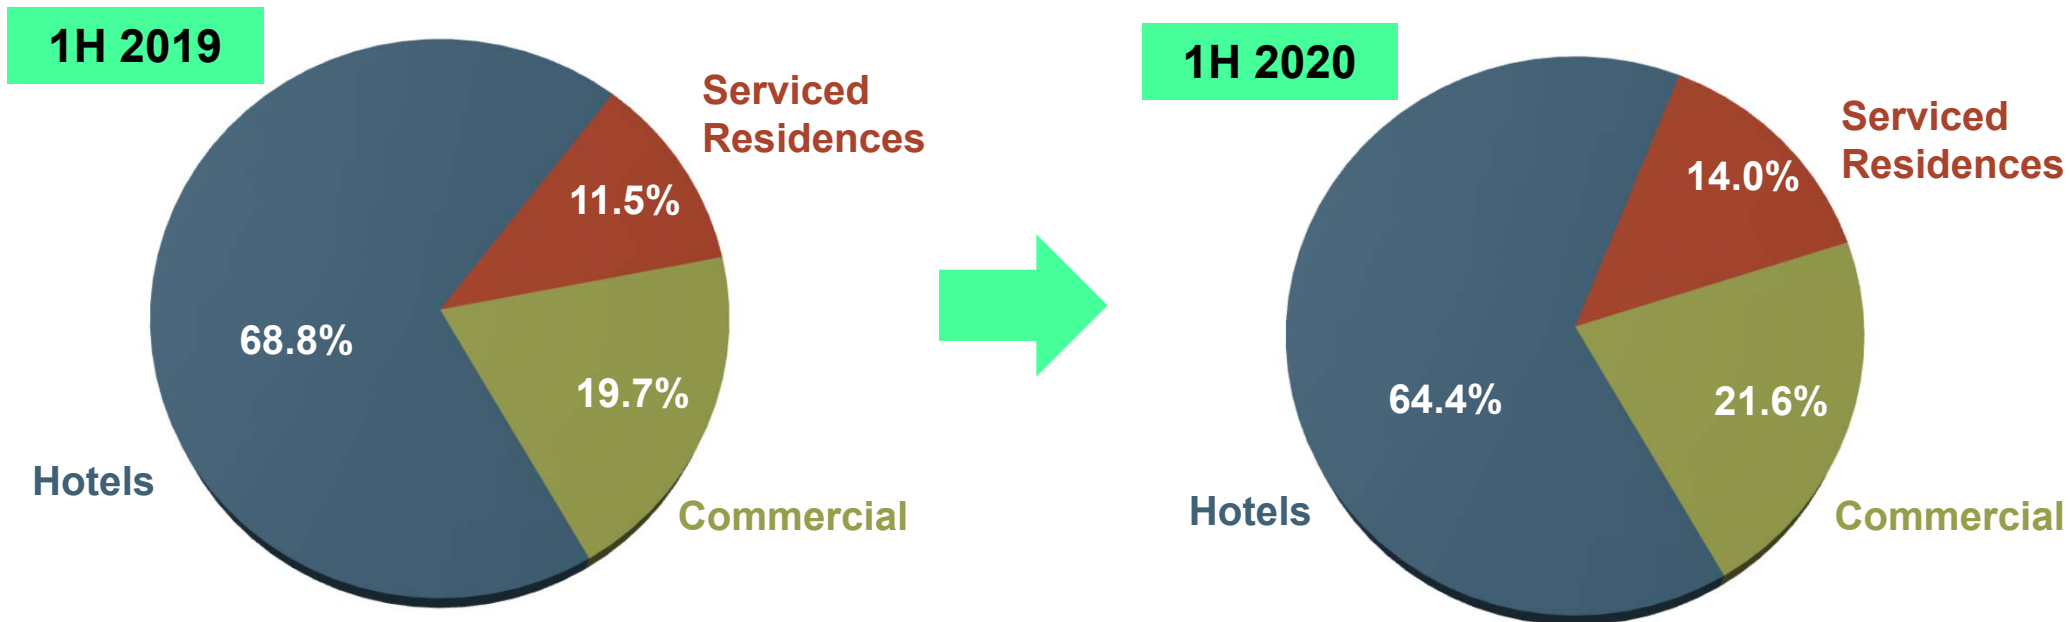 1H 2019
Serviced
Residences
11.5%
68.8%
19.7%
Hotels
Commercial
1H 2020
Serviced
Residences
14.0%
64.4%
21.6%
Hotels
Commercial